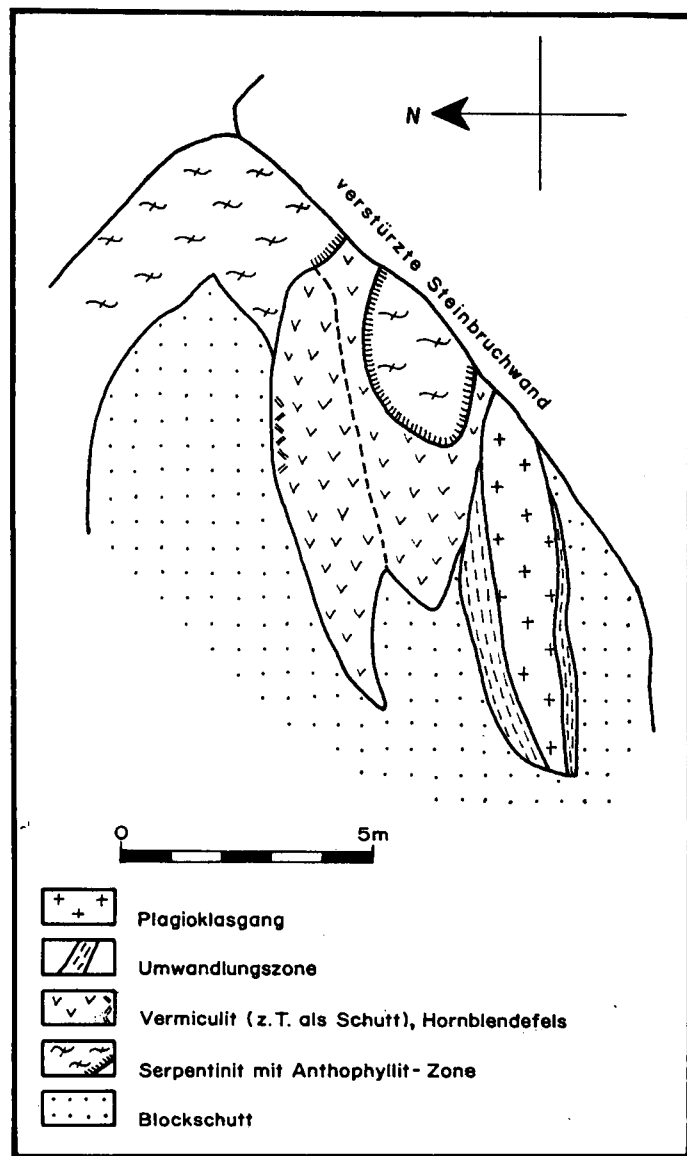 N
verstürzte Steinbruchwand
0 5m
Plagioklasgang
Umwandlungszone
Vermiculit (z.T. als Schutt), Hornblendefels
Serpentinit mit Anthophyllit-Zone
Blockschutt